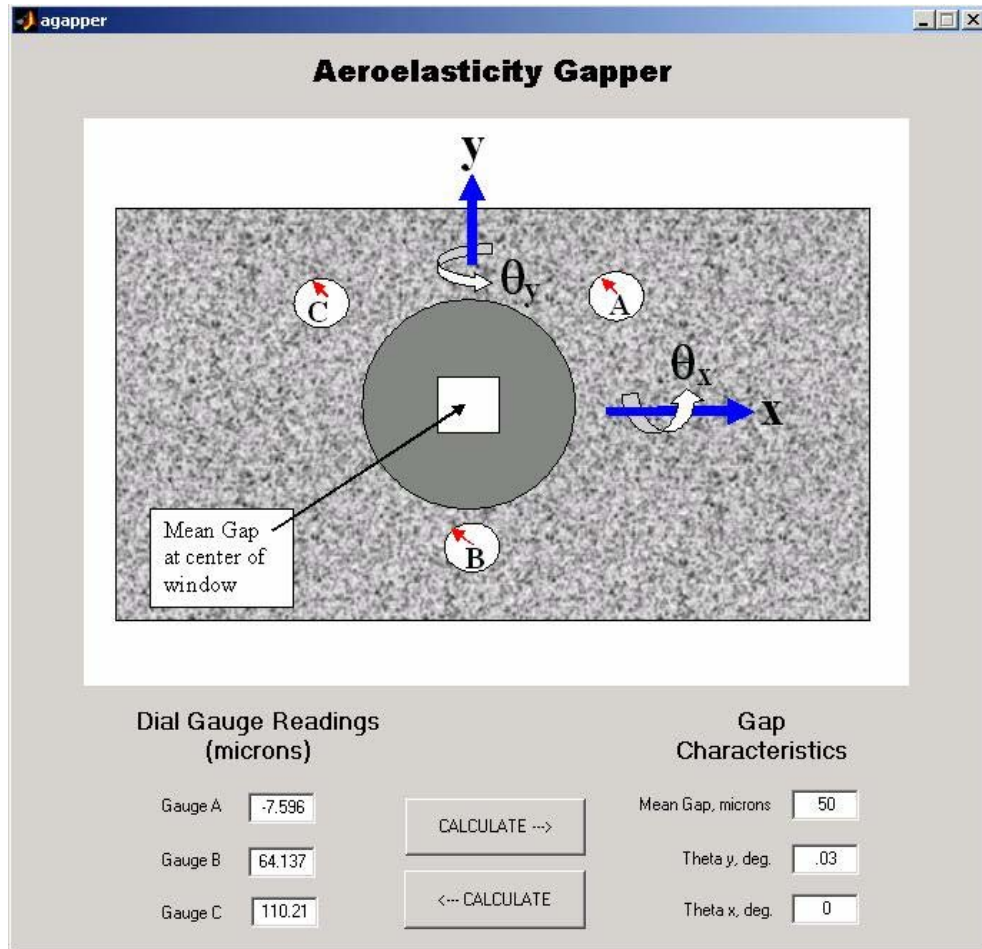 agapper
Aeroelasticity Gapper
y
θy
C
A
θx
x
Mean Gap
at center of
window
B
Dial Gauge Readings
(microns)
Gap
Characteristics
Gauge A
-7.596
CALCULATE --->
Mean Gap, microns
50
Gauge B
64.137
Theta y, deg.
.03
Gauge C
110.21
<--- CALCULATE
Theta x, deg.
0